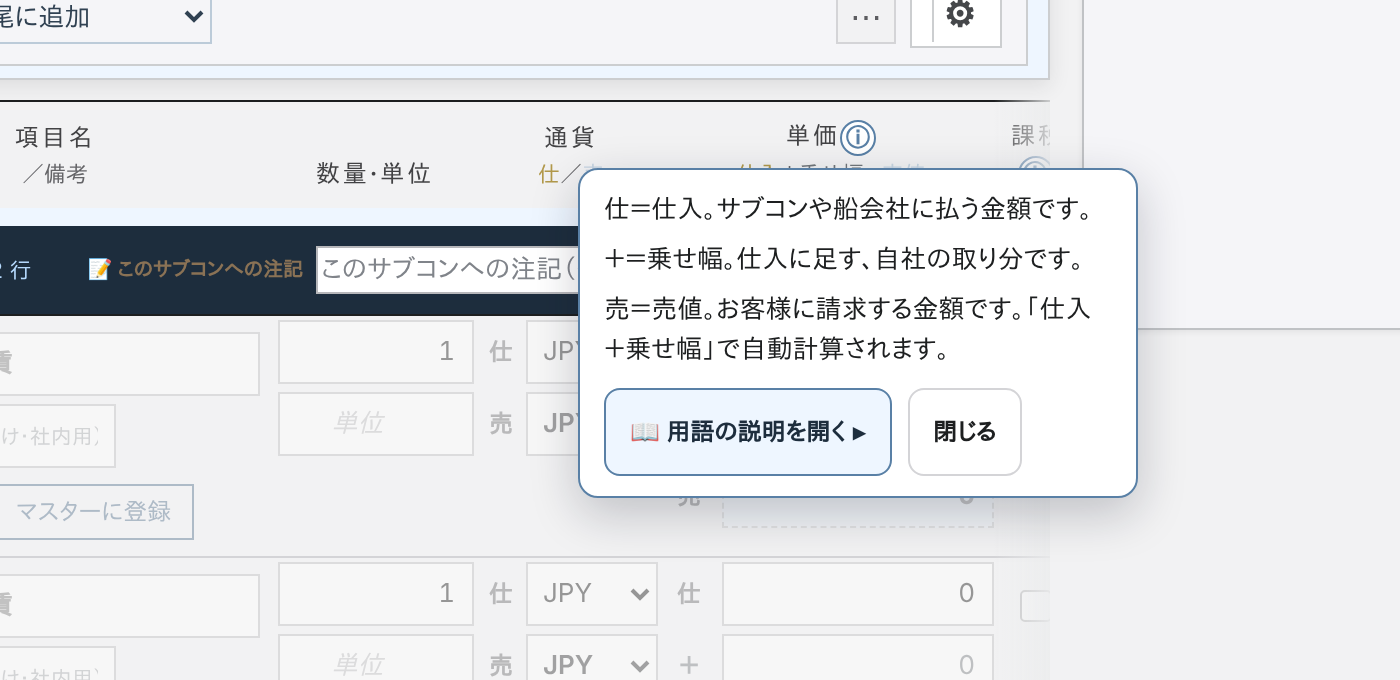 尾に追加
…
項目名
／備考
数量・単位
通貨
仕／
単価 ⓘ
課税
2 行
📝 このサブコンへの注記
このサブコンへの注記（
仕＝仕入。サブコンや船会社に払う金額です。
＋＝乗せ幅。仕入に足す、自社の取り分です。
売＝売値。お客様に請求する金額です。「仕入
＋乗せ幅」で自動計算されます。
📖 用語の説明を開く ▸
閉じる
賃
1
仕
JPY
け・社内用）
単位
売
JPY
マスターに登録
売
0
賃
1
仕
JPY
仕
0
け・社内用）
単位
売
JPY
＋
0